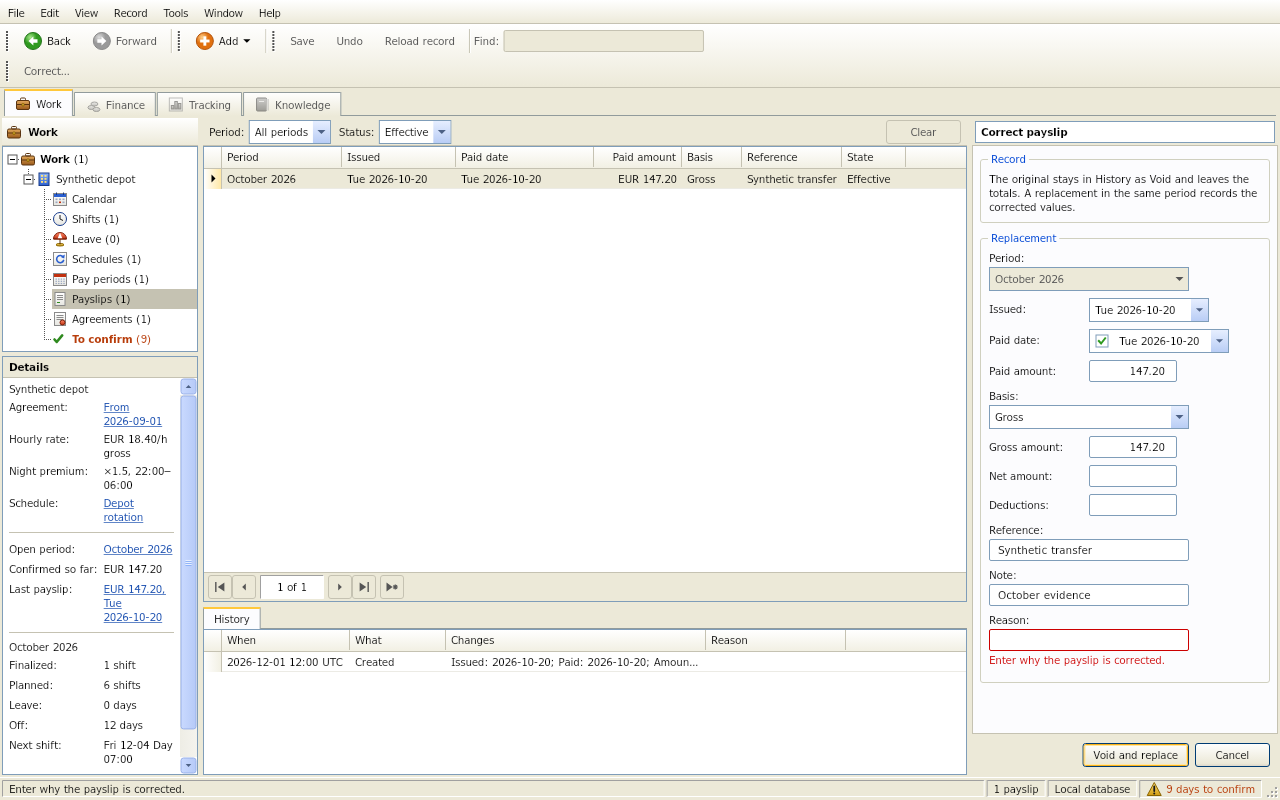 File Edit View Record Tools Window Help
Back Forward Add Save Undo Reload record Find:
Correct...
Work Finance Tracking Knowledge
Work
Period: All periods Status: Effective Clear
Correct payslip
Work (1)
Synthetic depot
Calendar
Shifts (1)
Leave (0)
Schedules (1)
Pay periods (1)
Payslips (1)
Agreements (1)
To confirm (9)
Details
Synthetic depot
Agreement: From
2026-09-01
Hourly rate: EUR 18.40/h
gross
Night premium: ×1.5, 22:00–
06:00
Schedule: Depot
rotation
Open period: October 2026
Confirmed so far: EUR 147.20
Last payslip: EUR 147.20,
Tue
2026-10-20
October 2026
Finalized: 1 shift
Planned: 6 shifts
Leave: 0 days
Off: 12 days
Next shift: Fri 12-04 Day
07:00
Period Issued Paid date Paid amount Basis Reference State
October 2026 Tue 2026-10-20 Tue 2026-10-20 EUR 147.20 Gross Synthetic transfer Effective
1 of 1
History
When What Changes Reason
2026-12-01 12:00 UTC Created Issued: 2026-10-20; Paid: 2026-10-20; Amoun...
Record
The original stays in History as Void and leaves the
totals. A replacement in the same period records the
corrected values.
Replacement
Period:
October 2026
Issued: Tue 2026-10-20
Paid date: Tue 2026-10-20
Paid amount: 147.20
Basis:
Gross
Gross amount: 147.20
Net amount:
Deductions:
Reference:
Synthetic transfer
Note:
October evidence
Reason:
Enter why the payslip is corrected.
Void and replace Cancel
Enter why the payslip is corrected. 1 payslip Local database 9 days to confirm